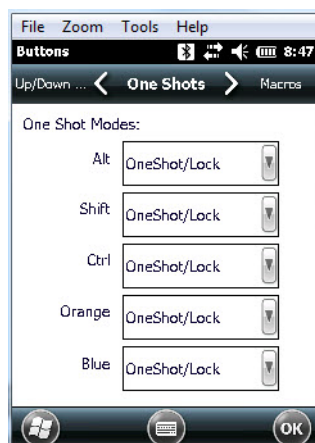 File Zoom Tools Help
Buttons 8:47
Up/Down ... One Shots Macros
One Shot Modes:
Alt OneShot/Lock
Shift OneShot/Lock
Ctrl OneShot/Lock
Orange OneShot/Lock
Blue OneShot/Lock
OK